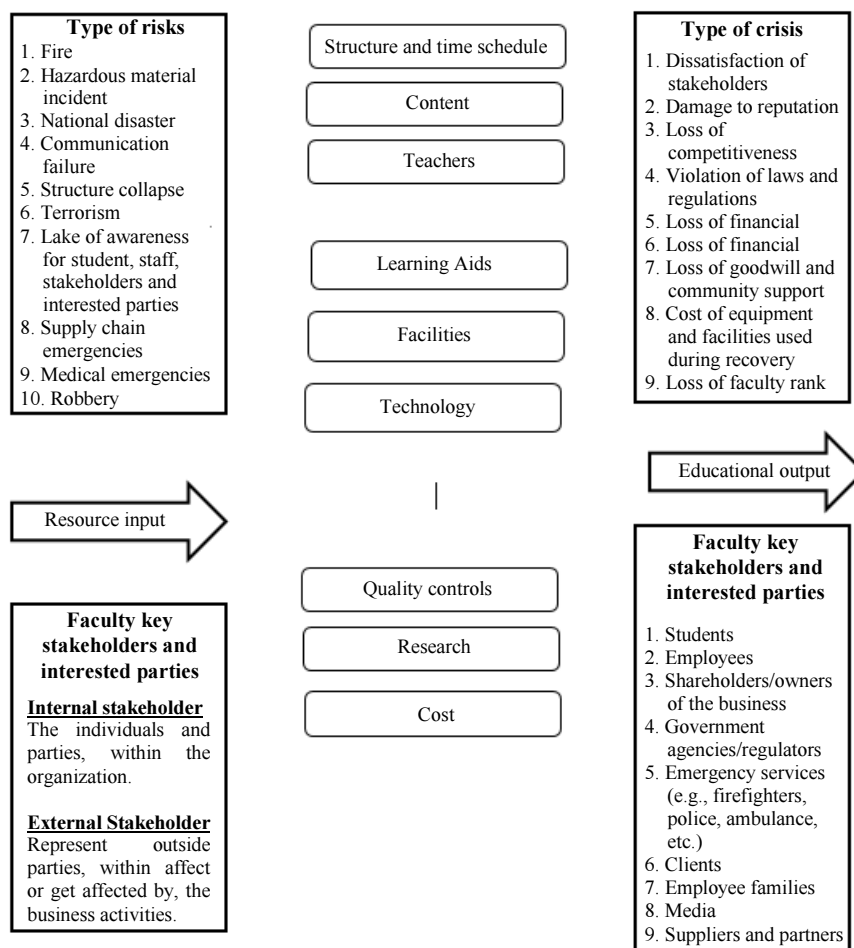 Type of risks
1. Fire
2. Hazardous material
incident
3. National disaster
4. Communication
failure
5. Structure collapse
6. Terrorism
7. Lake of awareness
for student, staff,
stakeholders and
interested parties
8. Supply chain
emergencies
9. Medical emergencies
10. Robbery
Resource input
Faculty key
stakeholders and
interested parties
Internal stakeholder
The individuals and
parties, within the
organization.
External Stakeholder
Represent outside
parties, within affect
or get affected by, the
business activities.
Structure and time schedule
Content
Teachers
Learning Aids
Facilities
Technology
Quality controls
Research
Cost
Type of crisis
1. Dissatisfaction of
stakeholders
2. Damage to reputation
3. Loss of
competitiveness
4. Violation of laws and
regulations
5. Loss of financial
6. Loss of financial
7. Loss of goodwill and
community support
8. Cost of equipment
and facilities used
during recovery
9. Loss of faculty rank
Educational output
Faculty key
stakeholders and
interested parties
1. Students
2. Employees
3. Shareholders/owners
of the business
4. Government
agencies/regulators
5. Emergency services
(e.g., firefighters,
police, ambulance,
etc.)
6. Clients
7. Employee families
8. Media
9. Suppliers and partners